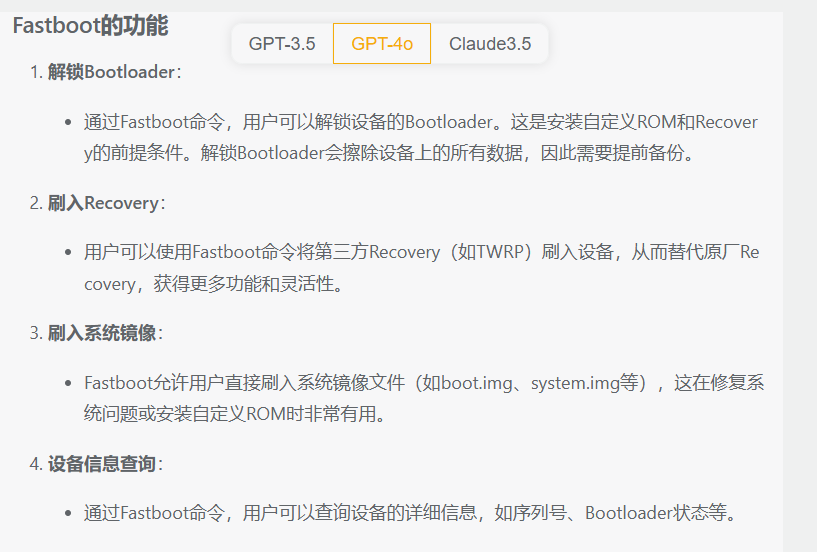 Fastboot的功能
GPT-3.5 GPT-4o Claude3.5
1. 解锁Bootloader：
• 通过Fastboot命令，用户可以解锁设备的Bootloader。这是安装自定义ROM和Recover
y的前提条件。解锁Bootloader会擦除设备上的所有数据，因此需要提前备份。
2. 刷入Recovery：
• 用户可以使用Fastboot命令将第三方Recovery（如TWRP）刷入设备，从而替代原厂Re
covery，获得更多功能和灵活性。
3. 刷入系统镜像：
• Fastboot允许用户直接刷入系统镜像文件（如boot.img、system.img等），这在修复系
统问题或安装自定义ROM时非常有用。
4. 设备信息查询：
• 通过Fastboot命令，用户可以查询设备的详细信息，如序列号、Bootloader状态等。